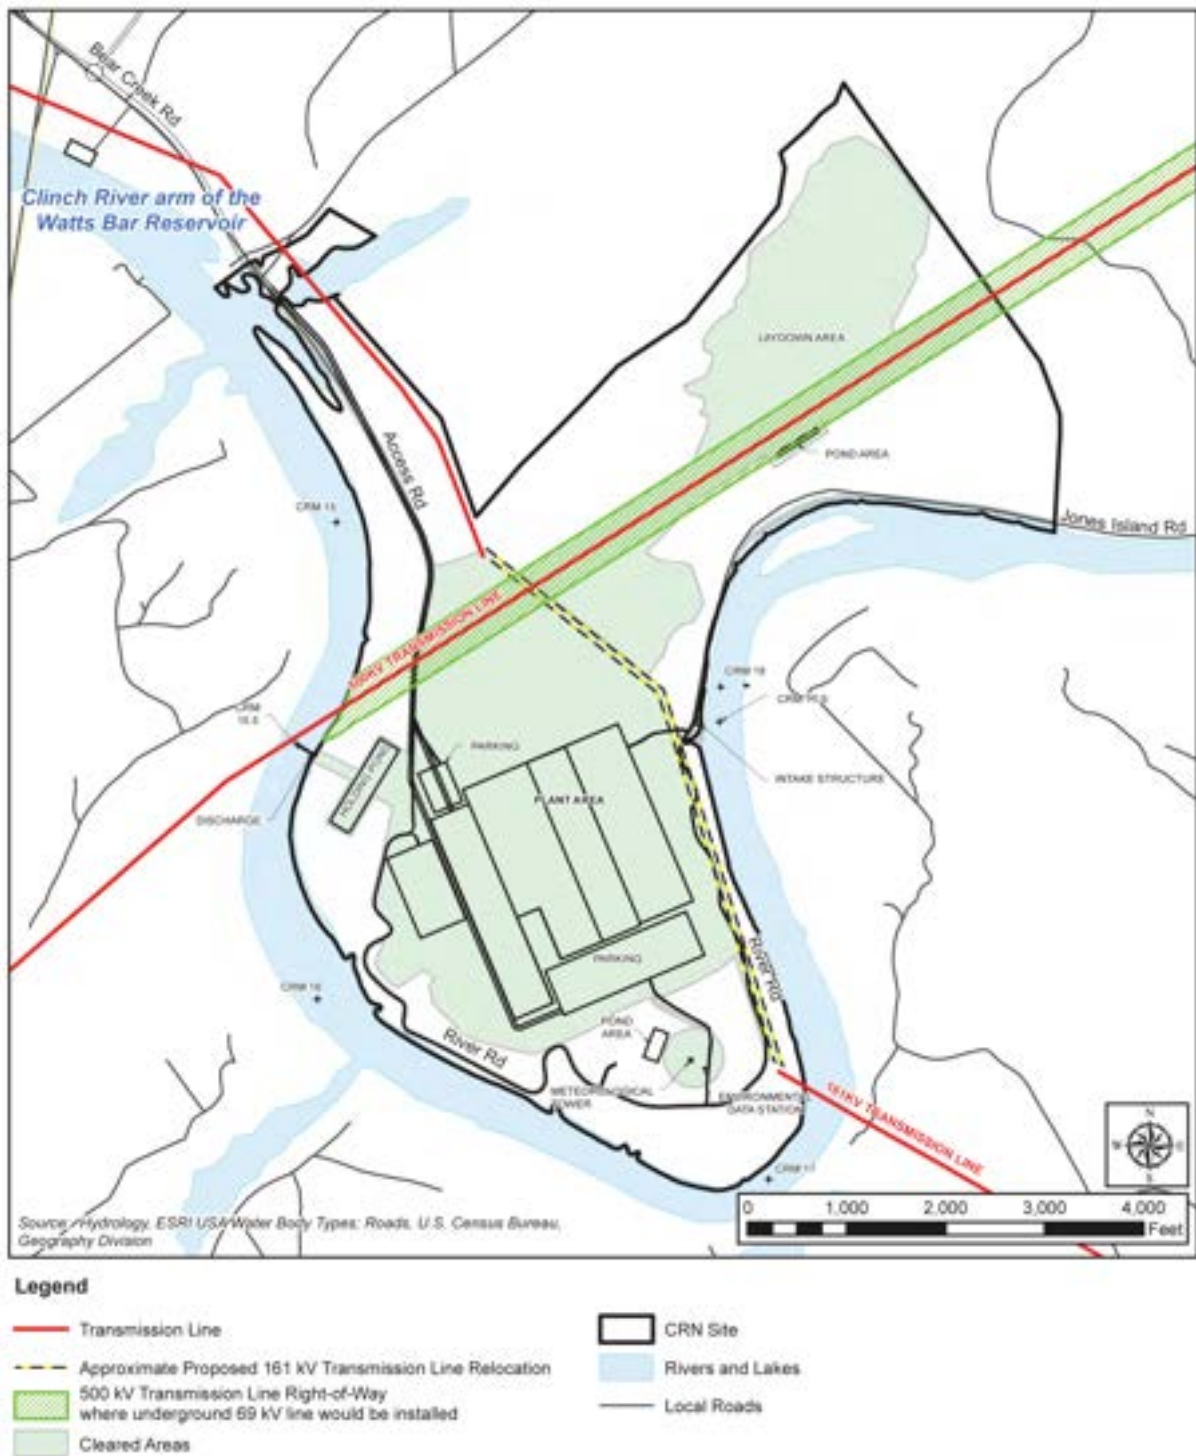 Bear Creek Rd
Clinch River arm of the
Watts Bar Reservoir
LAYDOWN AREA
Access Rd
POND AREA
CRM 15
Jones Island Rd
500KV TRANSMISSION LINE
CRM
15.5
CRM 18
PARKING
INTAKE STRUCTURE
HOLDING POND
PLANT AREA
DISCHARGE
River Rd
PARKING
CRM 16
POND
AREA
River Rd
METEOROLOGICAL
TOWER
ENVIRONMENTAL
DATA STATION
161KV TRANSMISSION LINE
CRM 17
N
W
E
S
0 1,000 2,000 3,000 4,000
Feet
Source: Hydrology, ESRI USA Water Body Types; Roads, U.S. Census Bureau,
Geography Division
Legend
Transmission Line
Approximate Proposed 161 kV Transmission Line Relocation
500 kV Transmission Line Right-of-Way
where underground 69 kV line would be installed
Cleared Areas
CRN Site
Rivers and Lakes
Local Roads